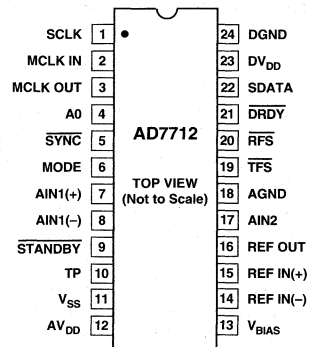 SCLK 1 24 DGND
MCLK IN 2 23 DVDD
MCLK OUT 3 22 SDATA
A0 4 21 DRDY
SYNC 5 AD7712 20 RFS
MODE 6 19 TFS
AIN1(+) 7 TOP VIEW (Not to Scale) 18 AGND
AIN1(–) 8 17 AIN2
STANDBY 9 16 REF OUT
TP 10 15 REF IN(+)
VSS 11 14 REF IN(–)
AVDD 12 13 VBIAS